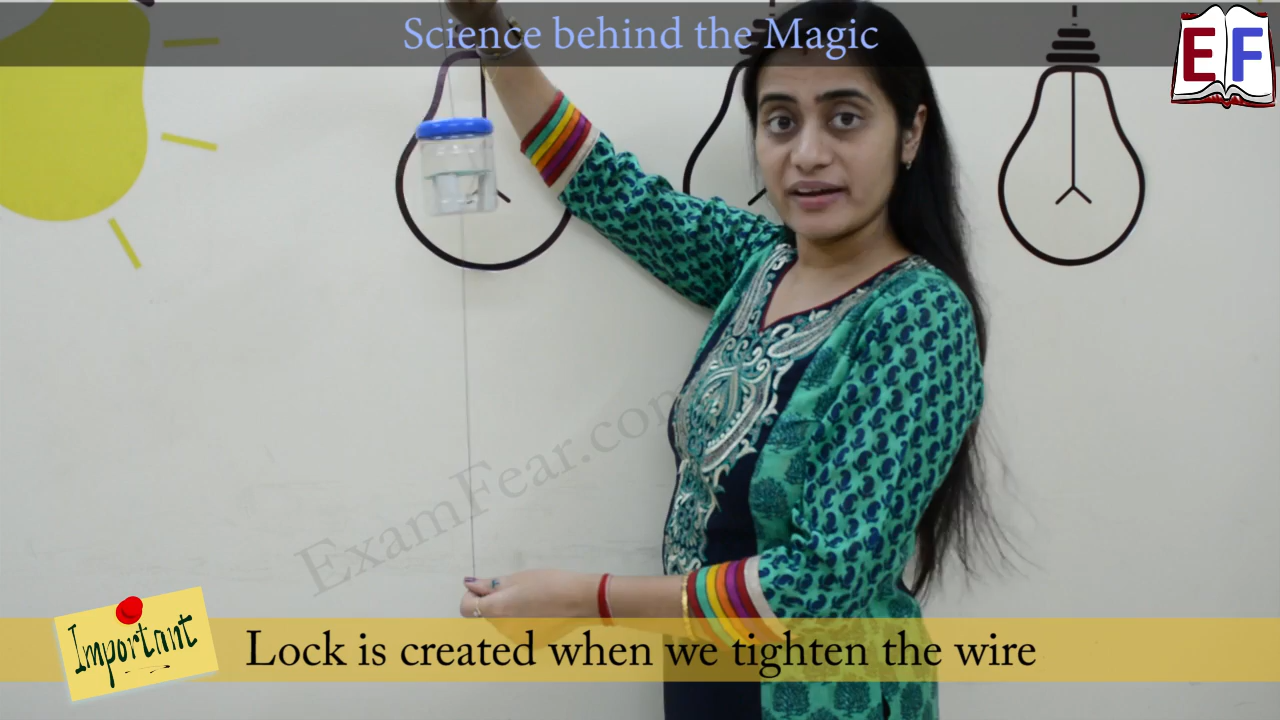 Science behind the Magic
EF
ExamFear.com
Important
Lock is created when we tighten the wire